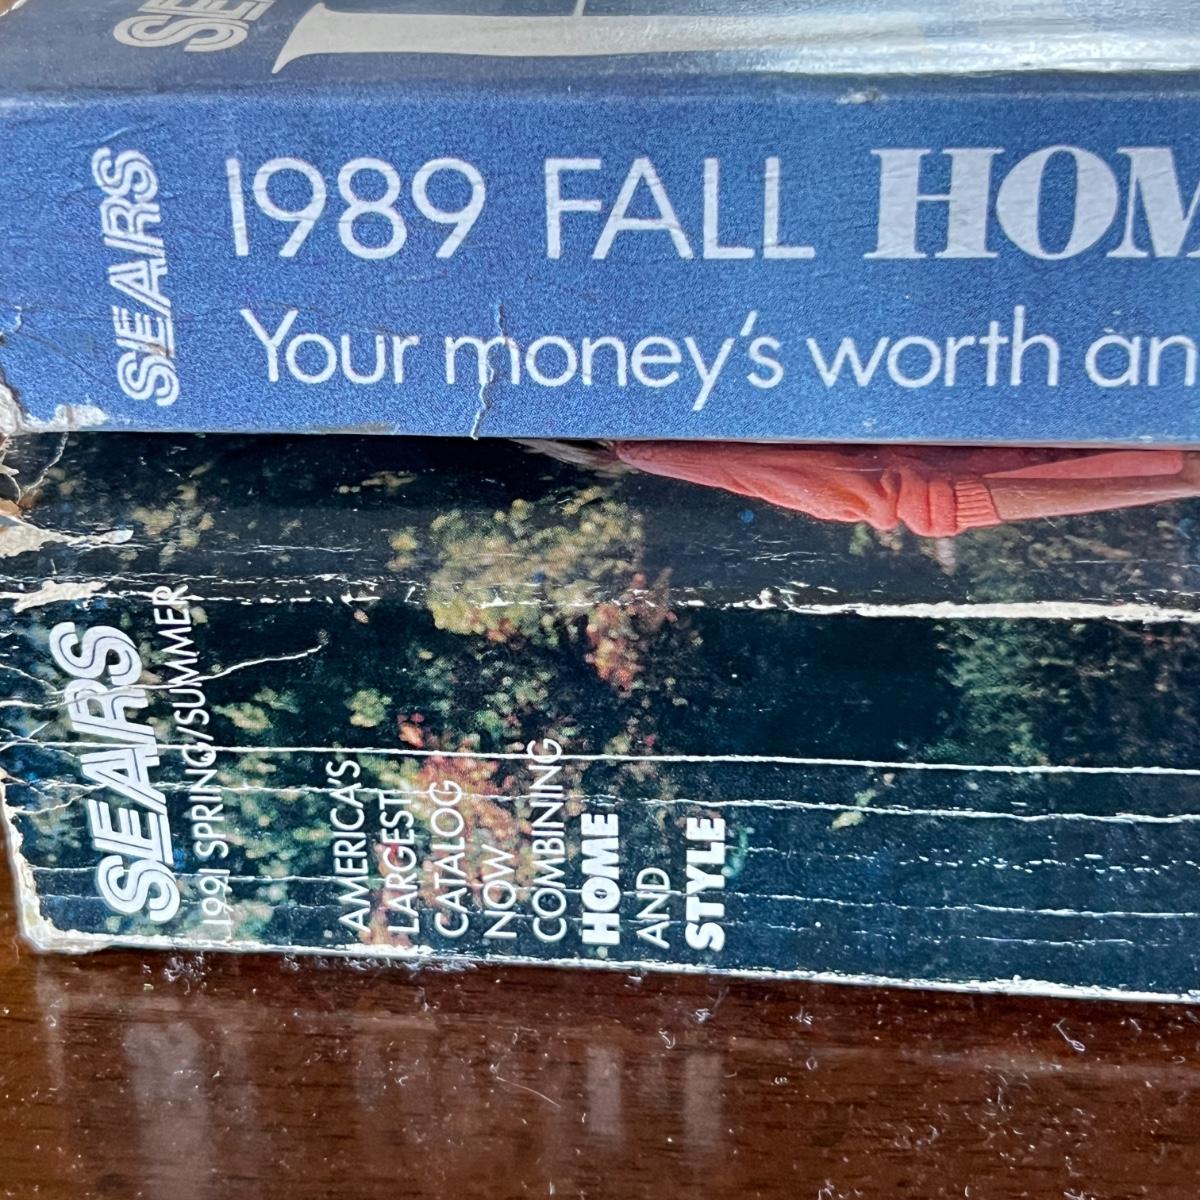 SEARS
1989 FALL HOM
Your money's worth an
SEARS
1991 SPRING/SUMMER
AMERICA'S
LARGEST
CATALOG
NOW
COMBINING
HOME
AND
STYLE